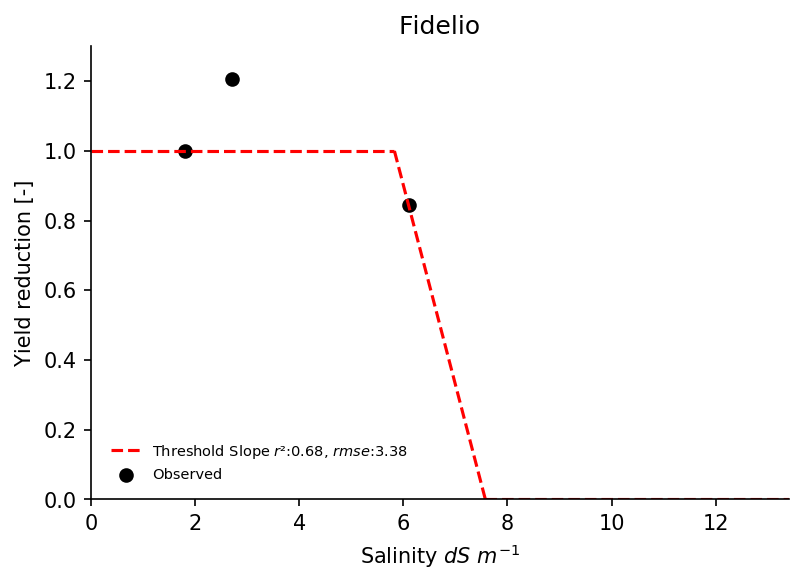 Fidelio
Yield reduction [-]
1.2
1.0
0.8
0.6
0.4
0.2
0.0
Threshold Slope r²:0.68, rmse:3.38
Observed
0 2 4 6 8 10 12
Salinity dS m⁻¹